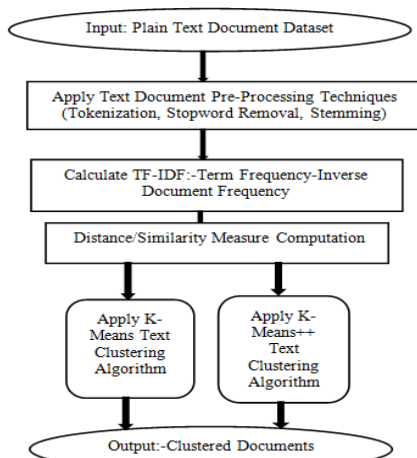 Input: Plain Text Document Dataset
Apply Text Document Pre-Processing Techniques
(Tokenization, Stopword Removal, Stemming)
Calculate TF-IDF:-Term Frequency-Inverse
Document Frequency
Distance/Similarity Measure Computation
Apply K-
Means Text
Clustering
Algorithm
Apply K-
Means++
Text
Clustering
Algorithm
Output:-Clustered Documents